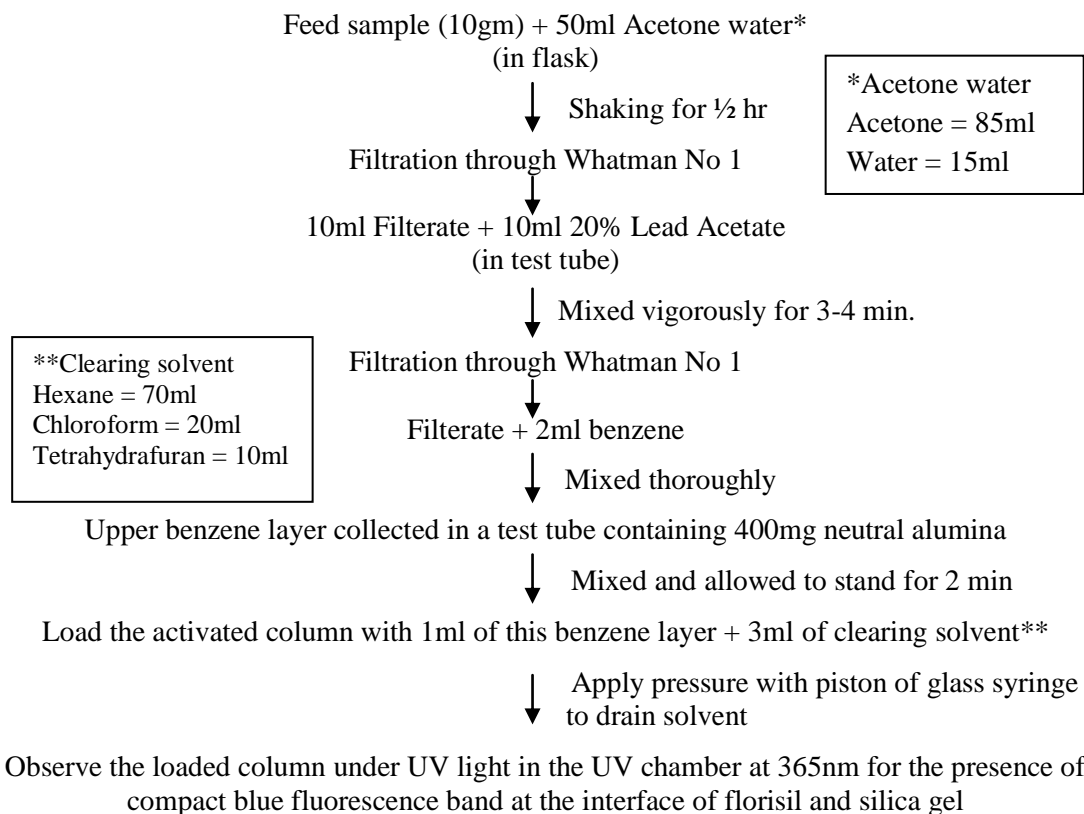 Feed sample (10gm) + 50ml Acetone water*
(in flask)
*Acetone water
Acetone = 85ml
Water = 15ml
Shaking for ½ hr
Filtration through Whatman No 1
10ml Filterate + 10ml 20% Lead Acetate
(in test tube)
Mixed vigorously for 3-4 min.
**Clearing solvent
Hexane = 70ml
Chloroform = 20ml
Tetrahydrafuran = 10ml
Filtration through Whatman No 1
Filterate + 2ml benzene
Mixed thoroughly
Upper benzene layer collected in a test tube containing 400mg neutral alumina
Mixed and allowed to stand for 2 min
Load the activated column with 1ml of this benzene layer + 3ml of clearing solvent**
Apply pressure with piston of glass syringe
to drain solvent
Observe the loaded column under UV light in the UV chamber at 365nm for the presence of
compact blue fluorescence band at the interface of florisil and silica gel